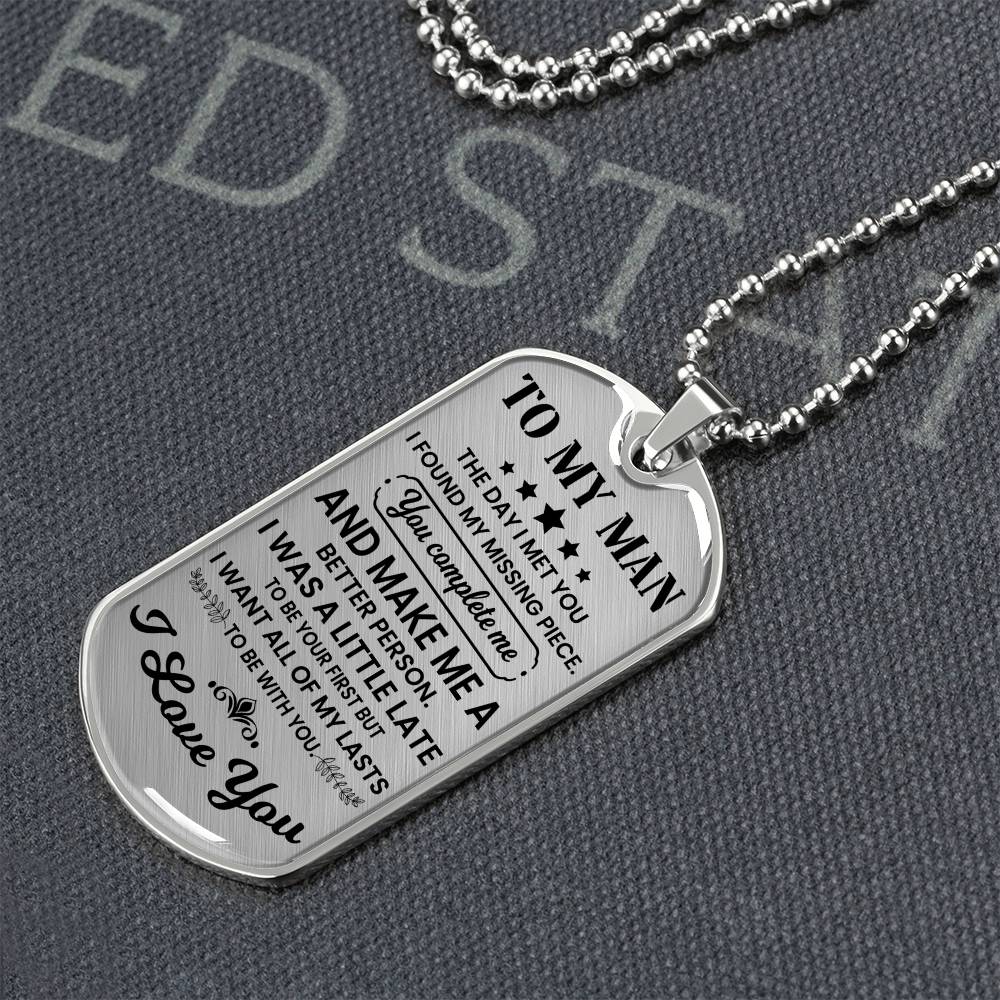 ED STAT
TO MY MAN
THE DAY I MET YOU
I FOUND MY MISSING PIECE.
You complete me
AND MAKE ME A
BETTER PERSON.
I WAS A LITTLE LATE
TO BE YOUR FIRST BUT
I WANT ALL OF MY LASTS
TO BE WITH YOU.
I Love You